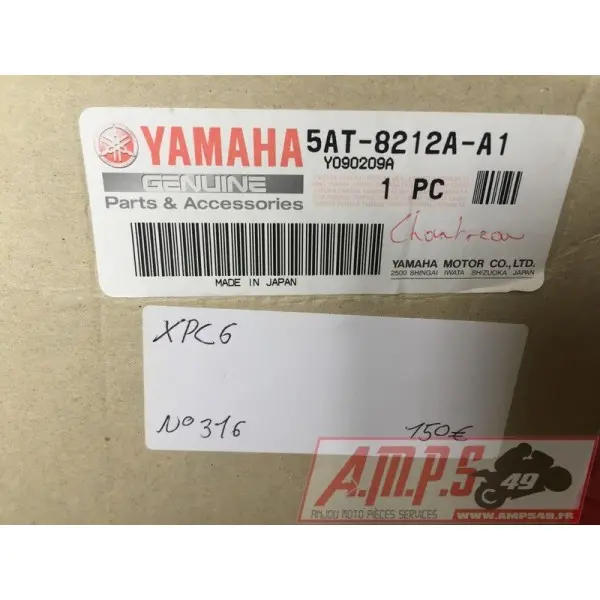 YAMAHA 5AT-8212A-A1
Y090209A
GENUINE
Parts & Accessories
1 PC
Chantreau
MADE IN JAPAN
YAMAHA MOTOR CO., LTD.
2500 SHINGAI IWATA SHIZUOKA JAPAN
XPC6
N° 316
150€
A.M.P.S 49
ANJOU MOTO PIÈCES SERVICES
WWW.AMPS49.FR